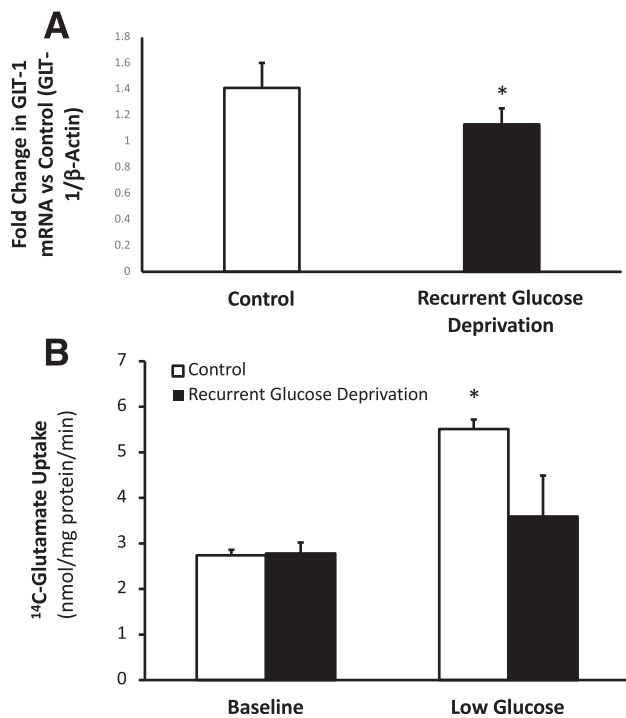 A
Fold Change in GLT-1
mRNA vs Control (GLT-
1/β-Actin)
1.8
1.6
1.4
1.2
1
0.8
0.6
0.4
0.2
0
*
Control
Recurrent Glucose
Deprivation
B
¹⁴C-Glutamate Uptake
(nmol/mg protein/min)
7
6
5
4
3
2
1
0
Control
Recurrent Glucose Deprivation
*
Baseline
Low Glucose